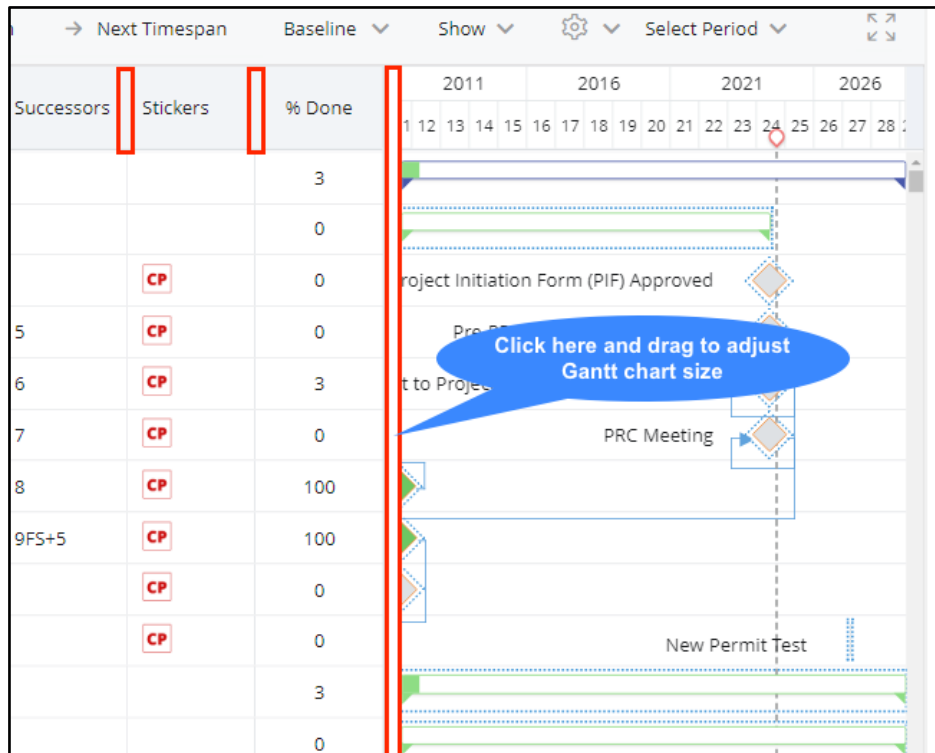 Next Timespan Baseline Show Select Period
2011 2016 2021 2026
Successors Stickers % Done
12 13 14 15 16 17 18 19 20 21 22 23 24 25 26 27 28
3
0
CP 0 roject Initiation Form (PIF) Approved
5 CP 0
Click here and drag to adjust
Gantt chart size
6 CP 3 t to
7 CP 0 PRC Meeting
8 CP 100
9FS+5 CP 100
CP 0
CP 0 New Permit Test
3
0